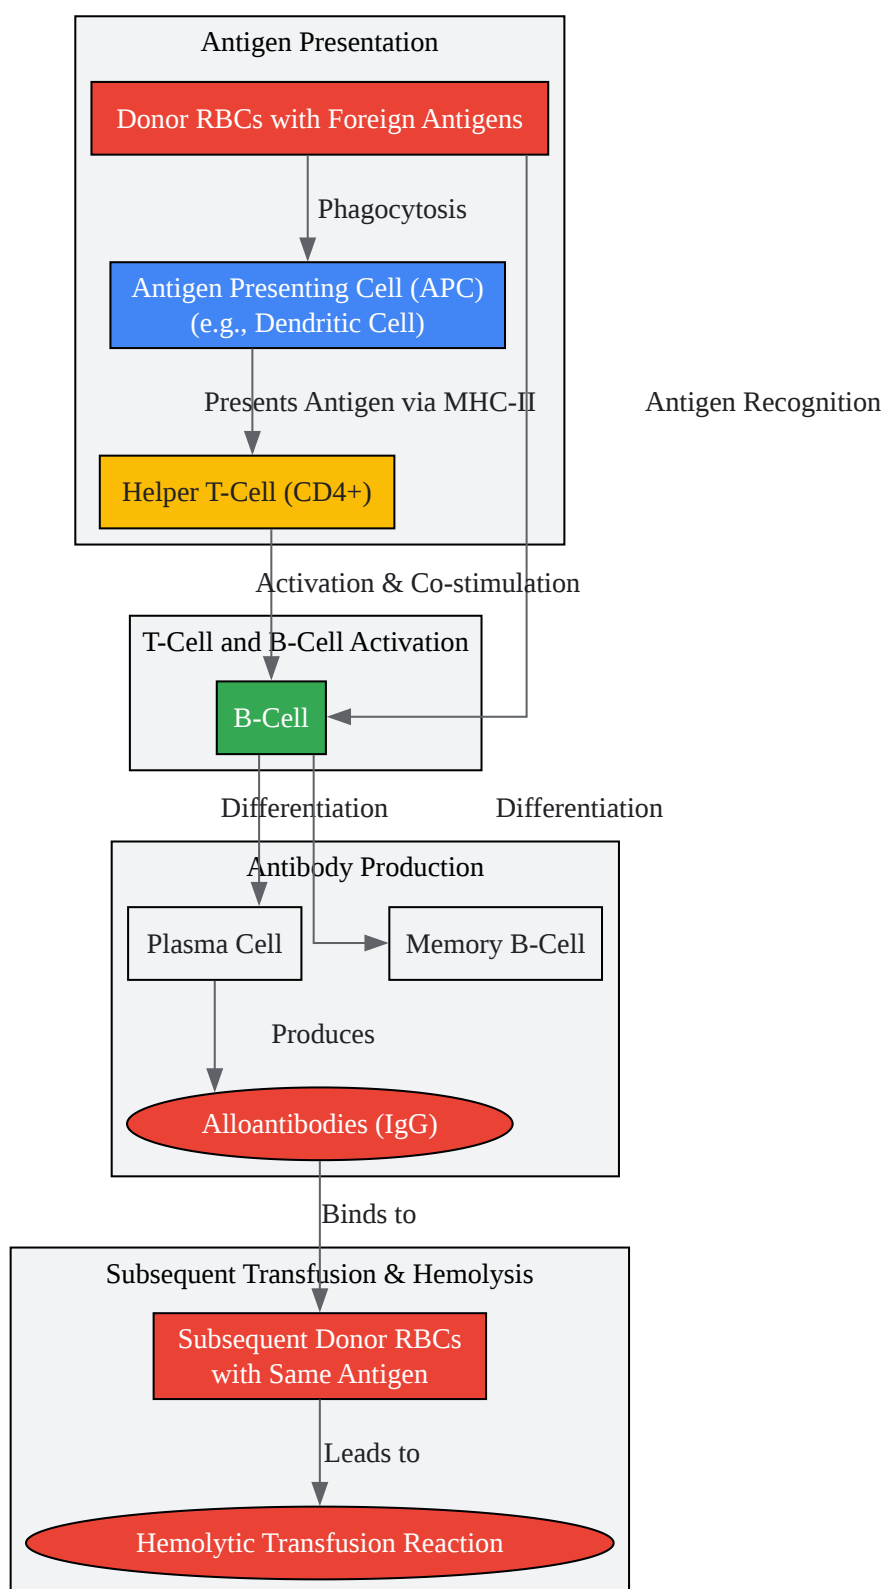 Antigen Presentation
Donor RBCs with Foreign Antigens
Phagocytosis
Antigen Presenting Cell (APC)
(e.g., Dendritic Cell)
Presents Antigen via MHC-II
Antigen Recognition
Helper T-Cell (CD4+)
Activation & Co-stimulation
T-Cell and B-Cell Activation
B-Cell
Differentiation
Differentiation
Antibody Production
Plasma Cell
Memory B-Cell
Produces
Alloantibodies (IgG)
Binds to
Subsequent Transfusion & Hemolysis
Subsequent Donor RBCs
with Same Antigen
Leads to
Hemolytic Transfusion Reaction